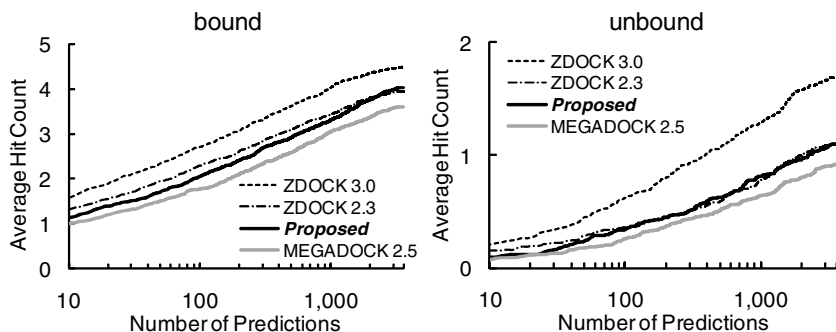 bound
Average Hit Count
5
4
3
2
1
0
10
100
1,000
Number of Predictions
ZDOCK 3.0
ZDOCK 2.3
Proposed
MEGADOCK 2.5
unbound
Average Hit Count
2
1
0
10
100
1,000
Number of Predictions
ZDOCK 3.0
ZDOCK 2.3
Proposed
MEGADOCK 2.5